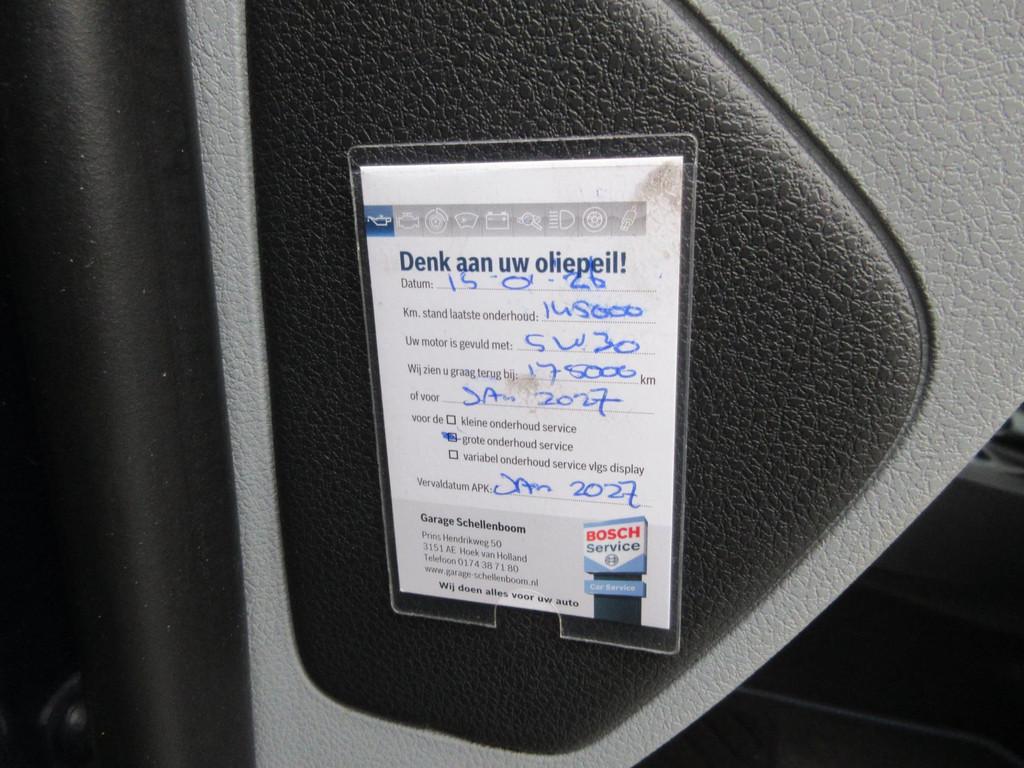 Denk aan uw oliepeil!
Datum: 15-01-26
Km. stand laatste onderhoud: 145000
Uw motor is gevuld met: 5W30
Wij zien u graag terug bij: 175000 km
of voor JAN 2027
voor de kleine onderhoud service
grote onderhoud service
variabel onderhoud service vlgs display
Vervaldatum APK: JAN 2027
Garage Schellenboom
Prins Hendrikweg 50
3151 AE Hoek van Holland
Telefoon 0174 38 71 80
www.garage-schellenboom.nl
Wij doen alles voor uw auto
BOSCH
Service
Car Service